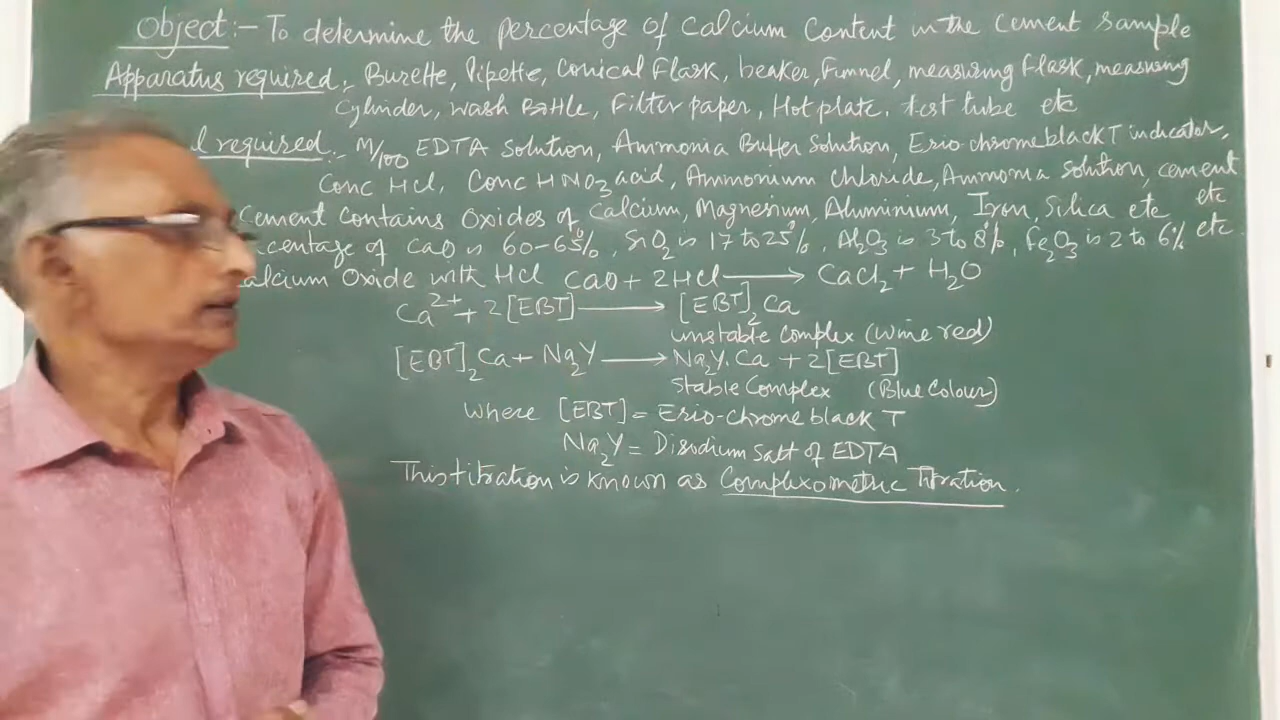 Object:- To determine the percentage of Calcium Content in the Cement Sample
Apparatus required:- Burette, Pipette, Conical Flask, beaker, Funnel, measuring flask, measuring
Cylinder, Wash Bottle, Filter paper, Hot plate, test tube etc
l required:- M/100 EDTA solution, Ammonia Buffer Solution, Erio-chrome black T indicator,
Conc HCl, Conc HNO₃ acid, Ammonium Chloride, Ammonia solution, cement etc
Cement Contains Oxides of Calcium, Magnesium, Aluminium, Iron, Silica etc
centage of CaO is 60-65%, SiO₂ is 17 to 25%, Al₂O₃ is 3 to 8%, Fe₂O₃ is 2 to 6% etc.
alcium Oxide with HCl CaO + 2HCl → CaCl₂ + H₂O
Ca²⁺ + 2[EBT] → [EBT]₂Ca
unstable complex (wine red)
[EBT]₂Ca + Na₂Y → Na₂Y.Ca + 2[EBT]
Stable Complex (Blue Colour)
where [EBT] = Erio-chrome black T
Na₂Y = Disodium Salt of EDTA
This titration is known as Complexometric Titration.